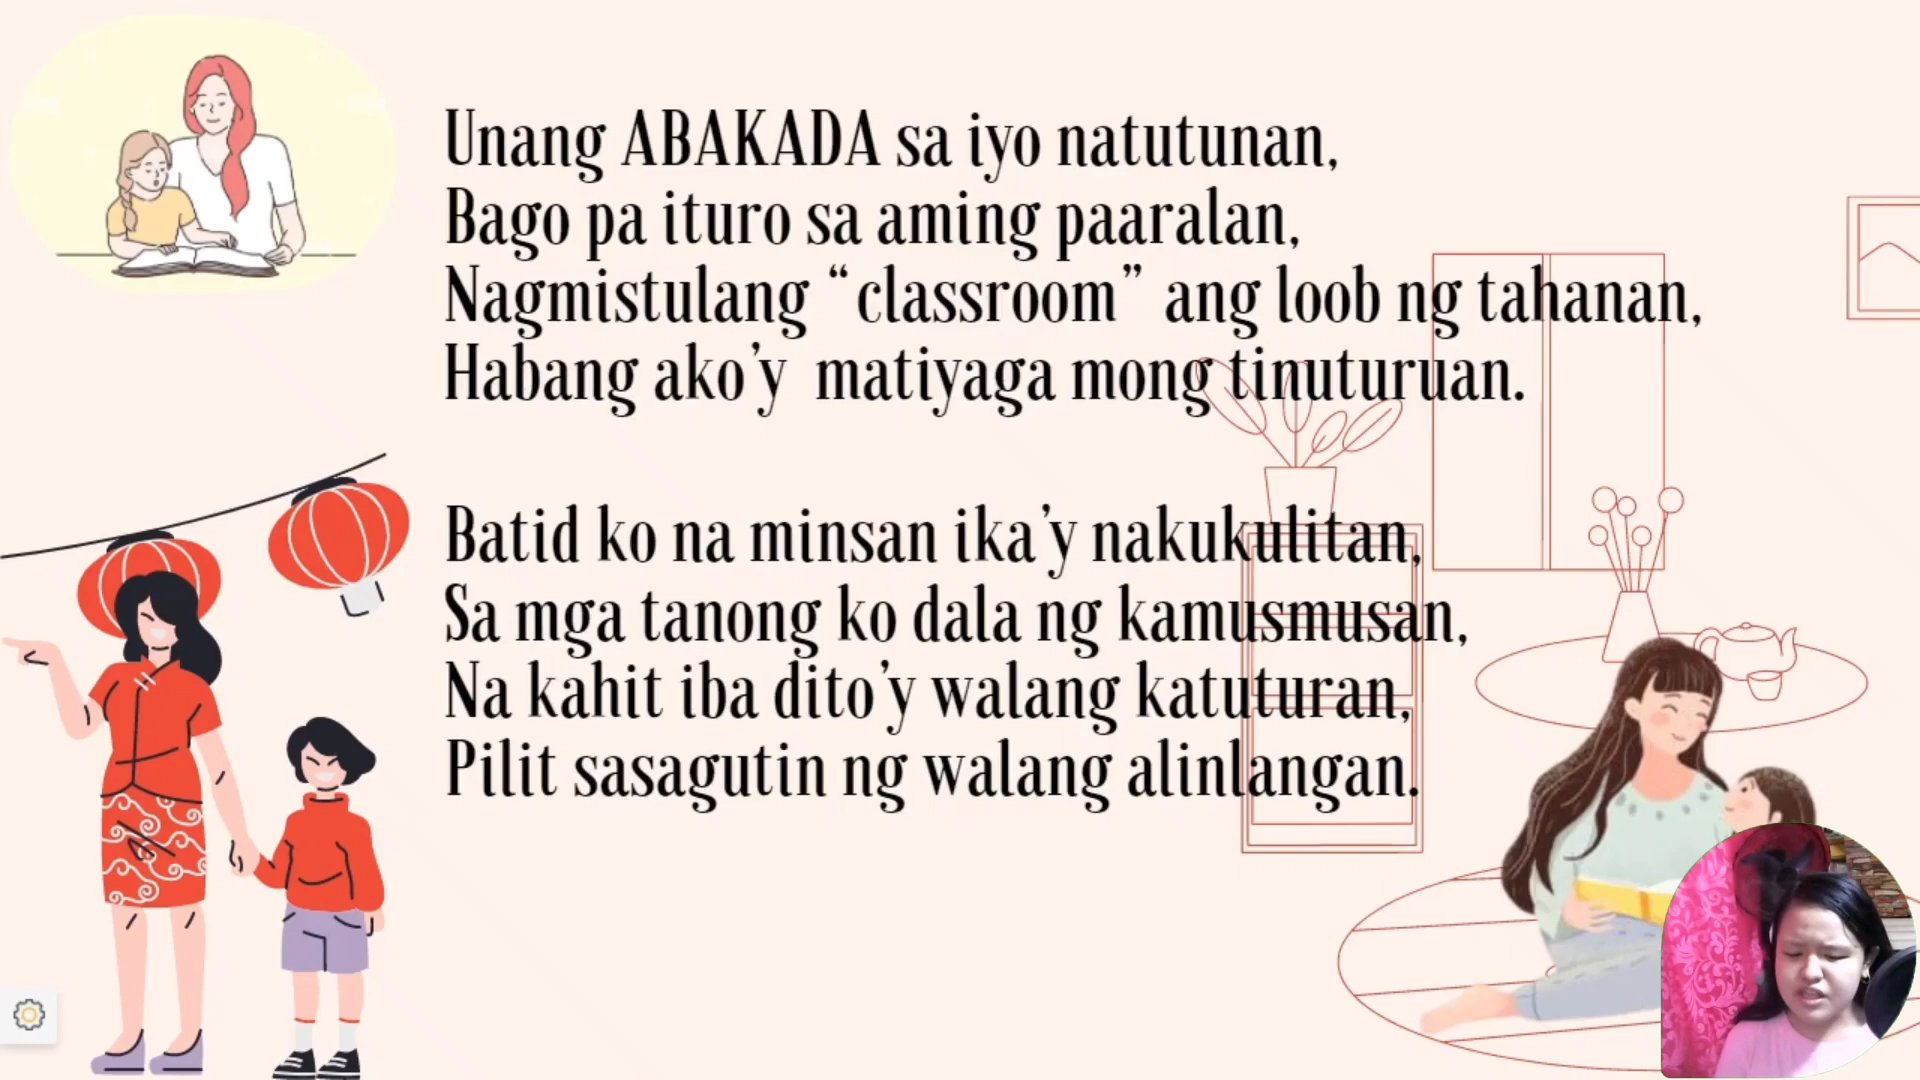 Unang ABAKADA sa iyo natutunan,
Bago pa ituro sa aming paaralan,
Nagmistulang “classroom” ang loob ng tahanan,
Habang ako’y matiyaga mong tinuturuan.
Batid ko na minsan ika’y nakukulitan,
Sa mga tanong ko dala ng kamusmusan,
Na kahit iba dito’y walang katuturan,
Pilit sasagutin ng walang alinlangan.